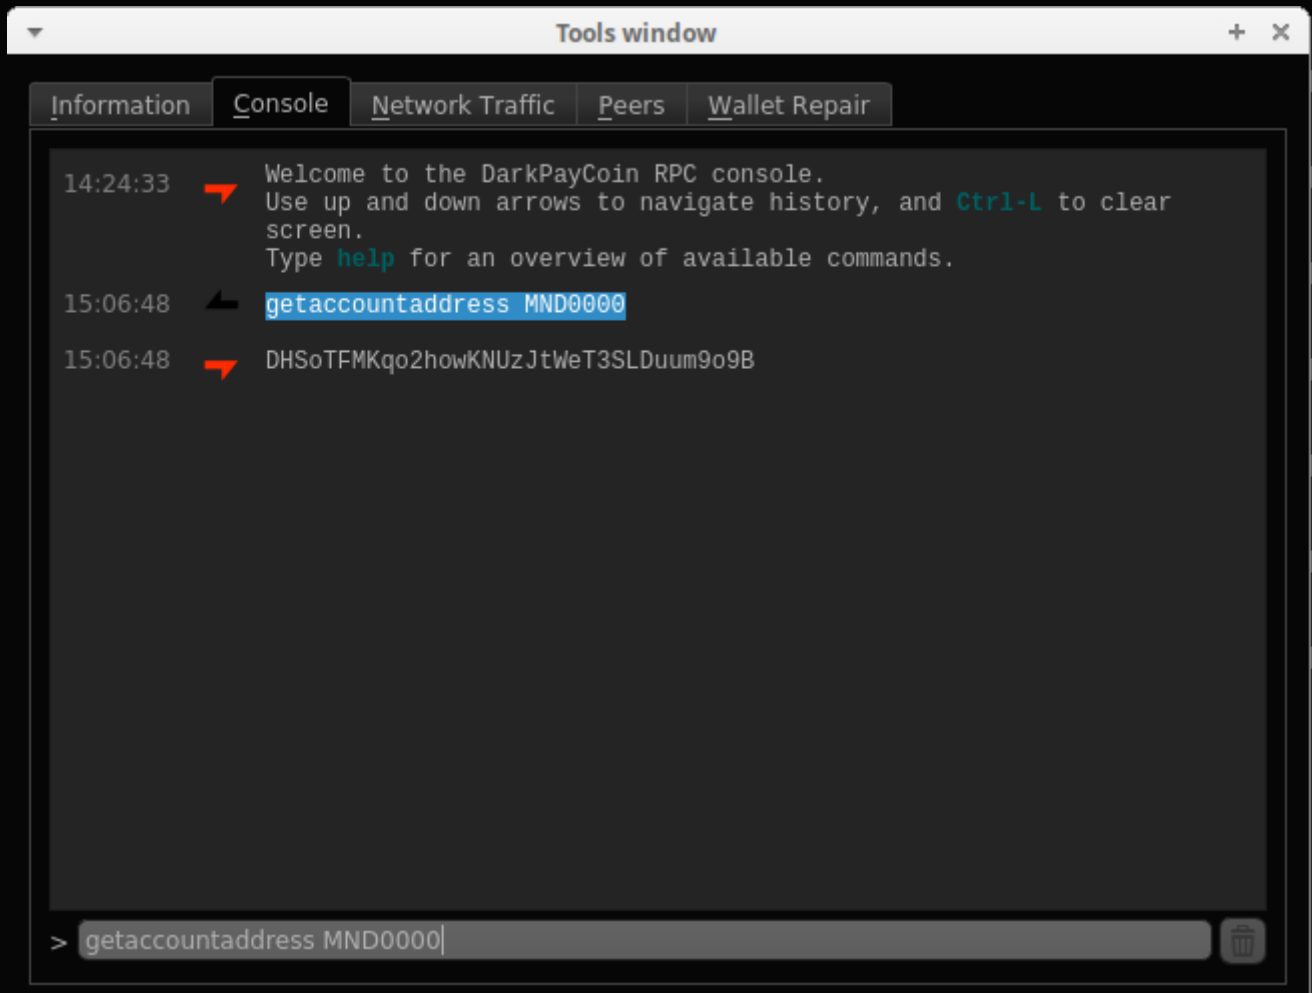 Tools window
Information Console Network Traffic Peers Wallet Repair
14:24:33 Welcome to the DarkPayCoin RPC console.
Use up and down arrows to navigate history, and Ctrl-L to clear
screen.
Type help for an overview of available commands.
15:06:48 getaccountaddress MND0000
15:06:48 DHSoTFMKqo2howKNUzJtWeT3SLDuum9o9B
> getaccountaddress MND0000